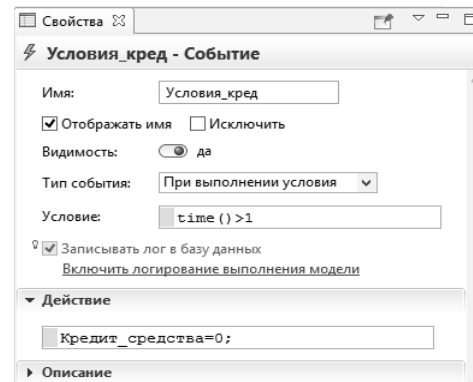 Свойства
Условия_кред - Событие
Имя: Условия_кред
Отображать имя Исключить
Видимость: да
Тип события: При выполнении условия
Условие: time()>1
Записывать лог в базу данных
Включить логирование выполнения модели
Действие
Кредит_средства=0;
Описание